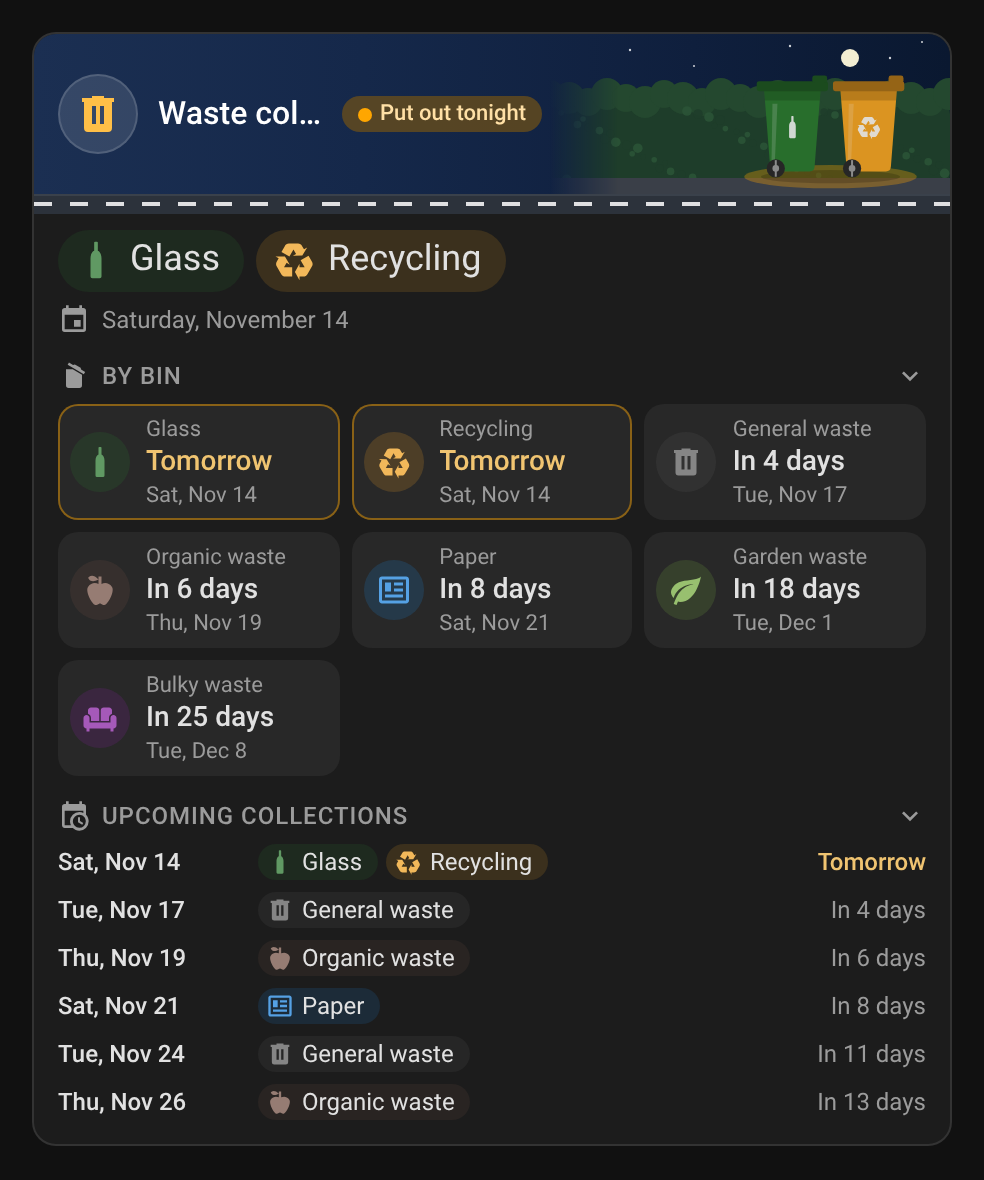 Waste col...
Put out tonight
Glass
Recycling
Saturday, November 14
BY BIN
Glass
Tomorrow
Sat, Nov 14
Recycling
Tomorrow
Sat, Nov 14
General waste
In 4 days
Tue, Nov 17
Organic waste
In 6 days
Thu, Nov 19
Paper
In 8 days
Sat, Nov 21
Garden waste
In 18 days
Tue, Dec 1
Bulky waste
In 25 days
Tue, Dec 8
UPCOMING COLLECTIONS
Sat, Nov 14 Glass Recycling Tomorrow
Tue, Nov 17 General waste In 4 days
Thu, Nov 19 Organic waste In 6 days
Sat, Nov 21 Paper In 8 days
Tue, Nov 24 General waste In 11 days
Thu, Nov 26 Organic waste In 13 days